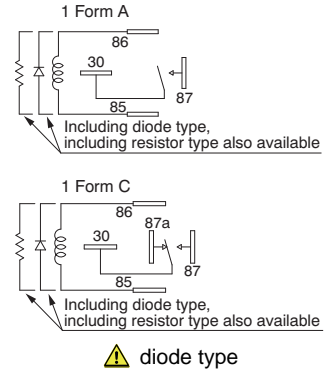 1 Form A
86
30
87
85
Including diode type,
including resistor type also available
1 Form C
86
87a
30
87
85
Including diode type,
including resistor type also available
diode type